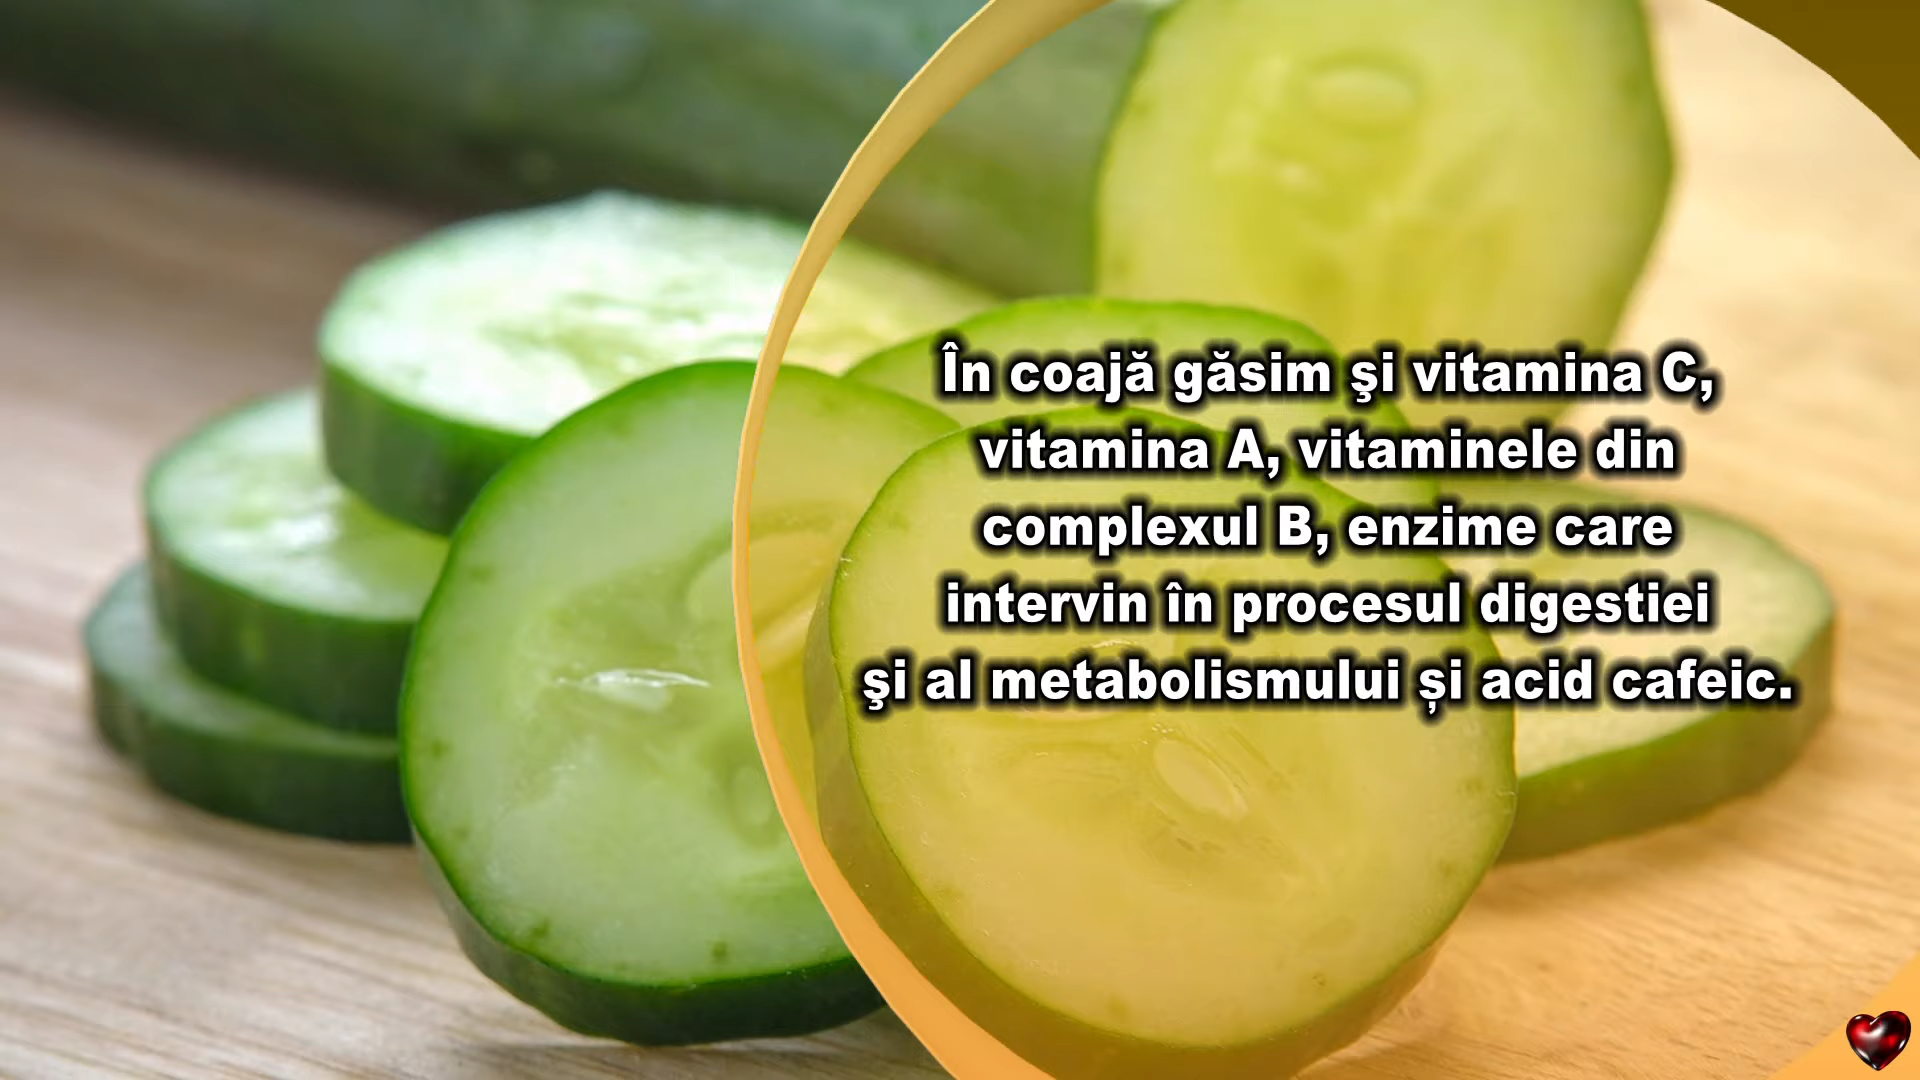 În coajă găsim şi vitamina C,
vitamina A, vitaminele din
complexul B, enzime care
intervin în procesul digestiei
şi al metabolismului și acid cafeic.